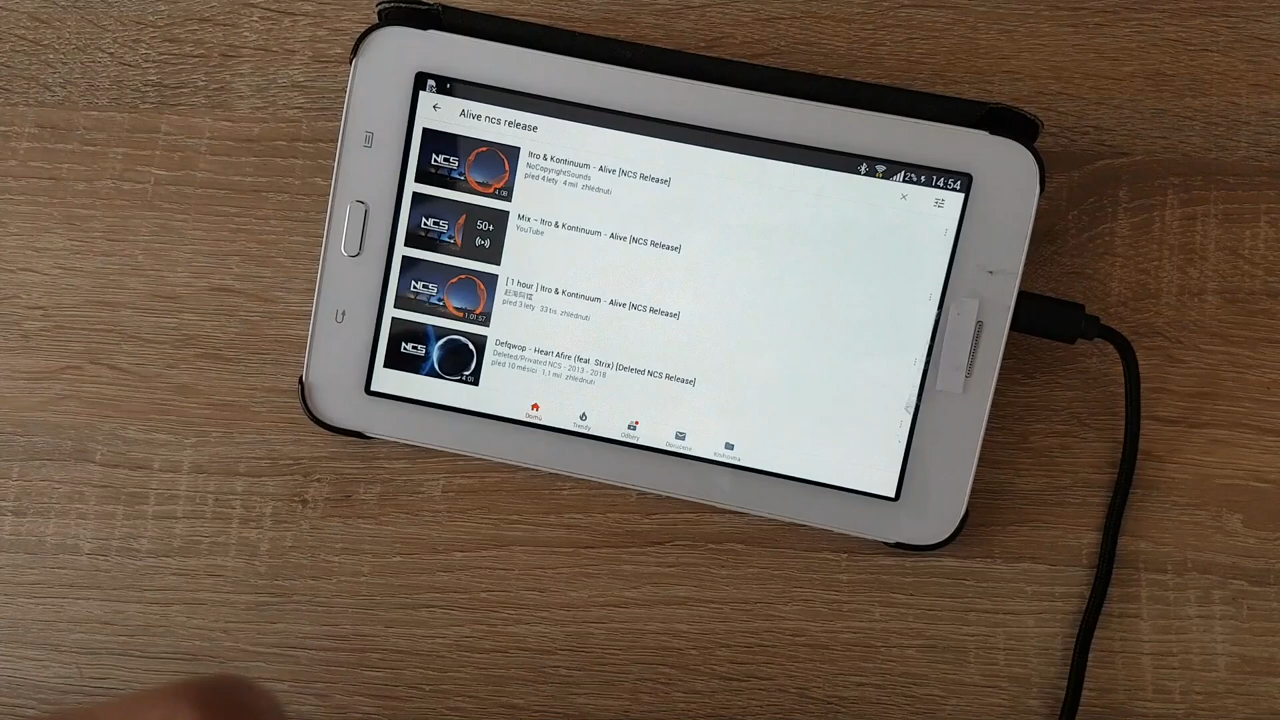 2% 14:54
Alive ncs release
NCS
4:08
Itro & Kontinuum - Alive [NCS Release]
NoCopyrightSounds
před 4 lety · 4 mil. zhlédnutí
NCS
50+
Mix – Itro & Kontinuum - Alive [NCS Release]
YouTube
NCS
1:01:57
[ 1 hour ] Itro & Kontinuum - Alive [NCS Release]
před 3 lety · 33 tis. zhlédnutí
NCS
4:01
Defqwop - Heart Afire (feat. Strix) [Deleted NCS Release]
Deleted/Privated NCS - 2013 - 2018
před 10 měsíci · 1,1 mil. zhlédnutí
Domů
Trendy
Odběry
Doručené
Knihovna